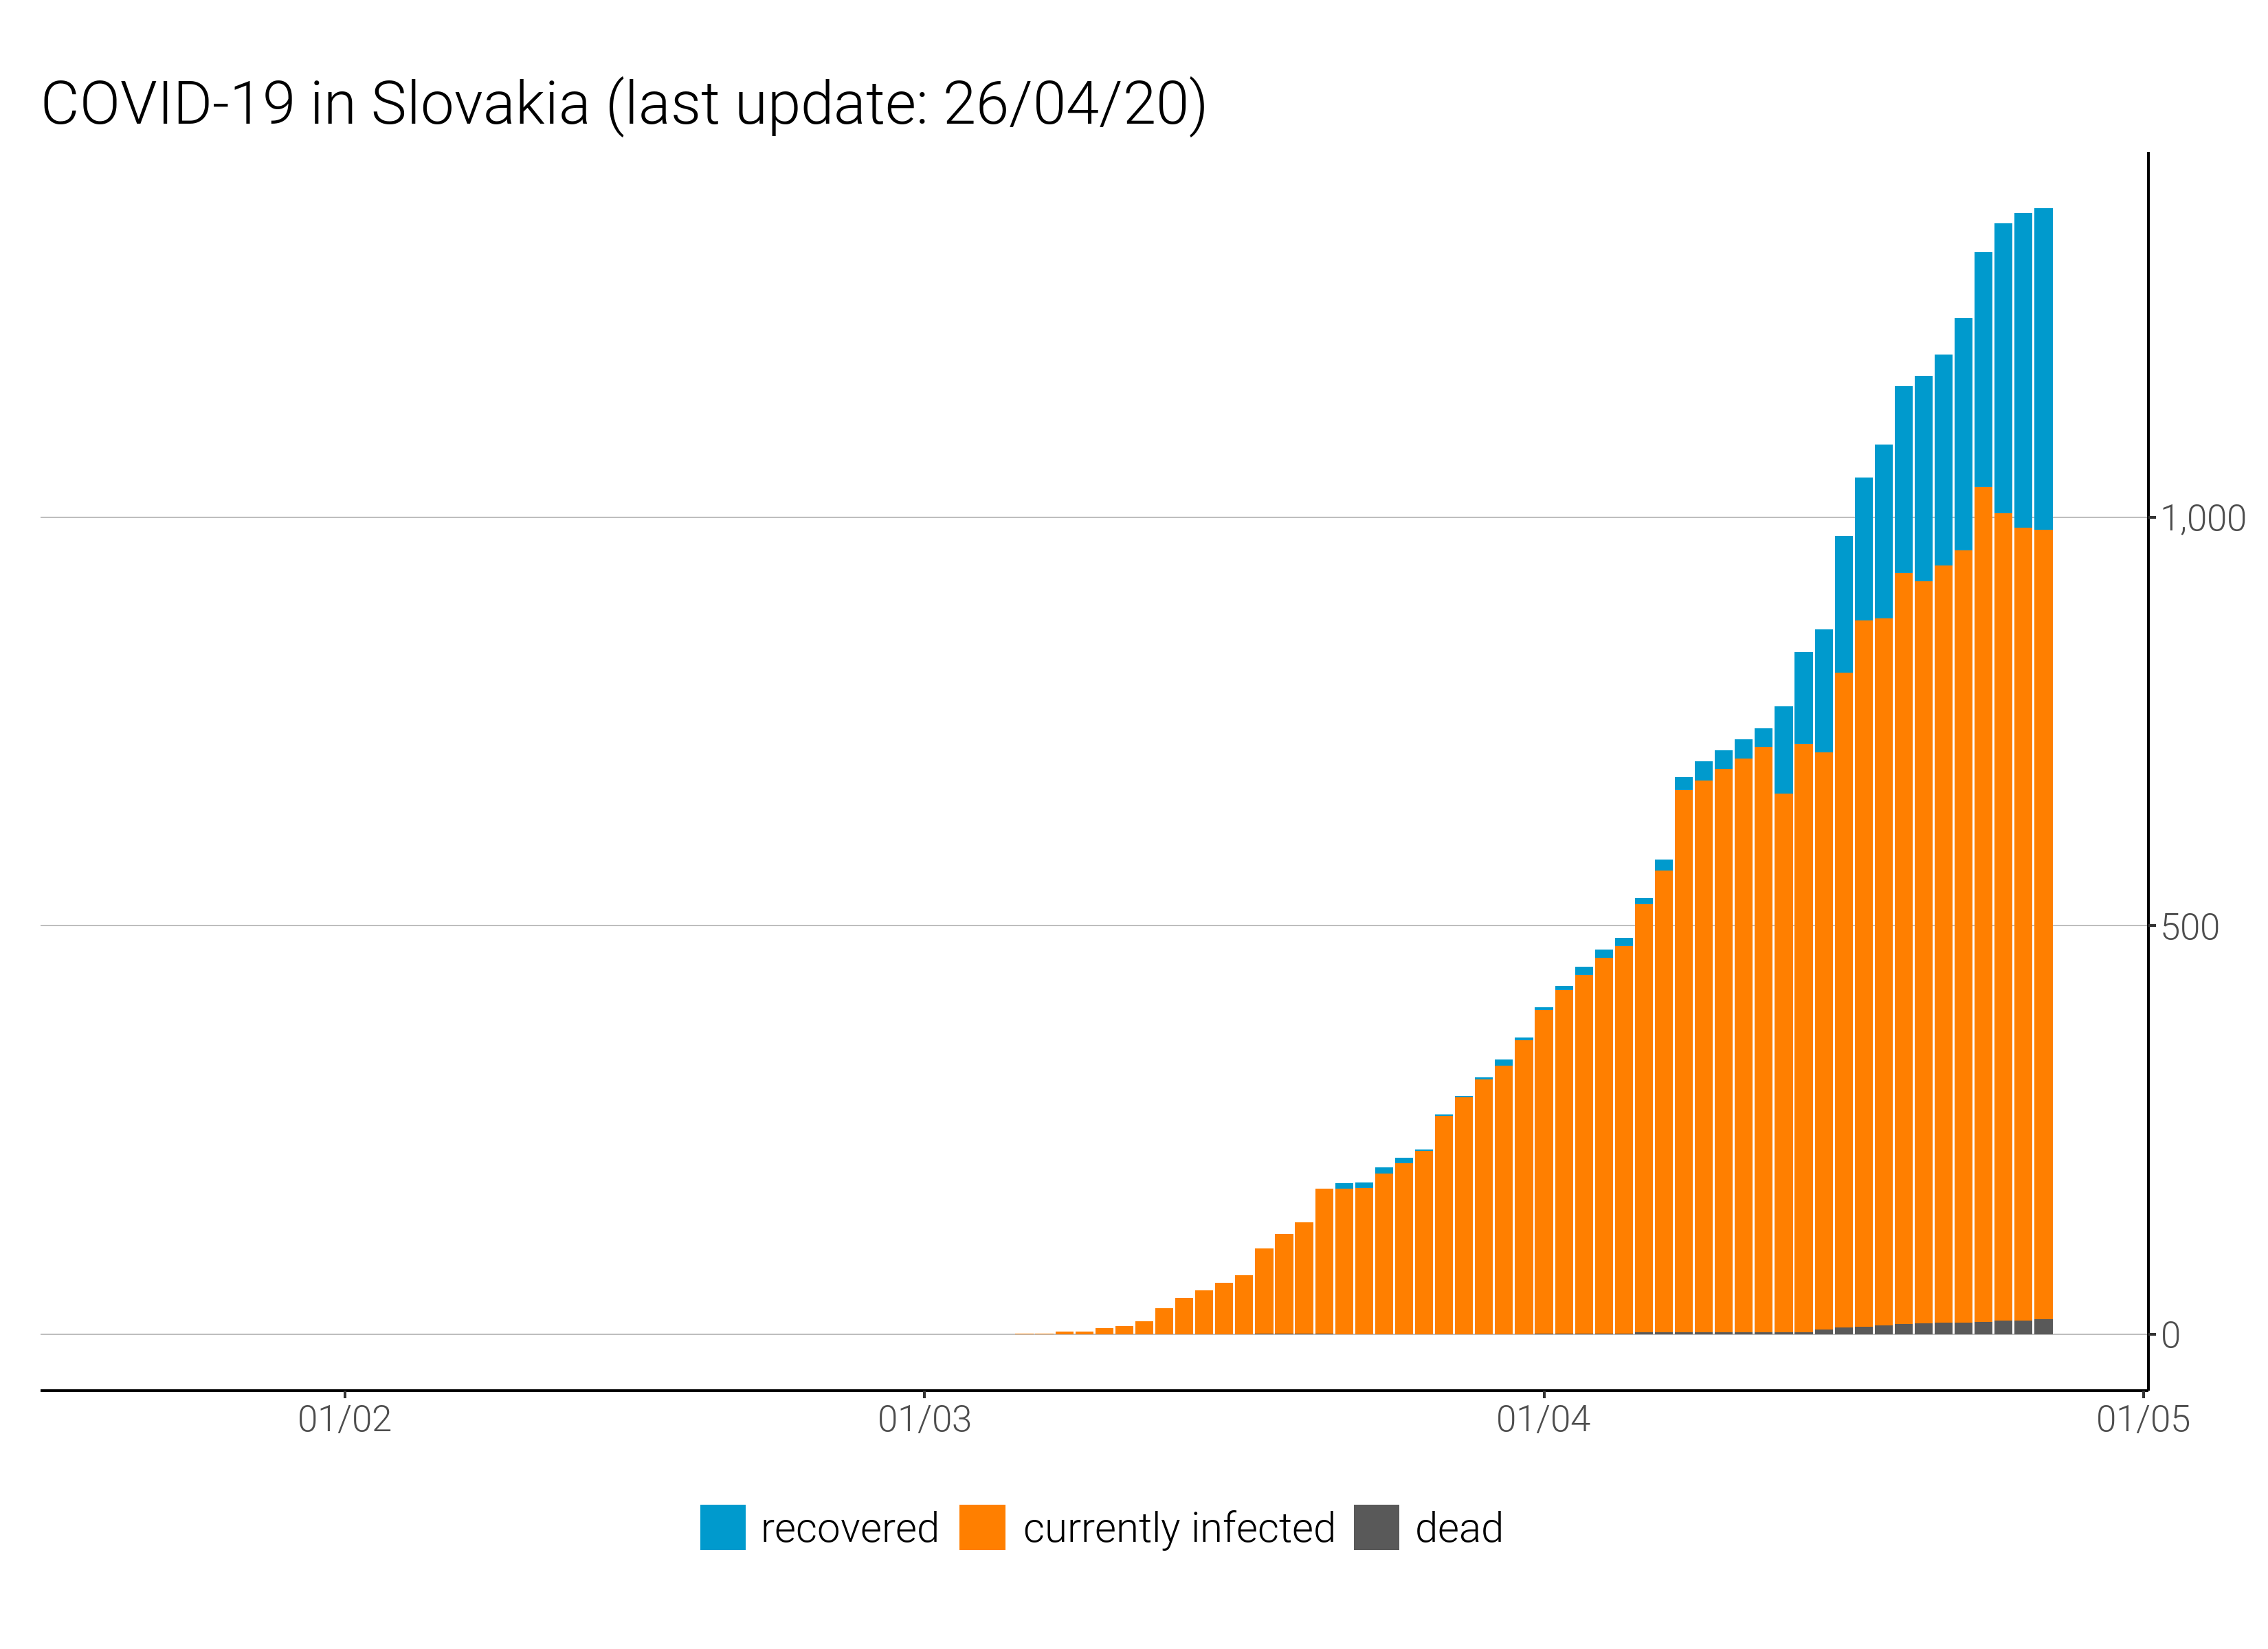 COVID-19 in Slovakia (last update: 26/04/20)
1,000
500
0
01/02 01/03 01/04 01/05
recovered currently infected dead